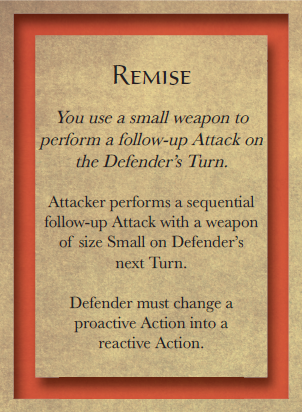 Remise
You use a small weapon to
perform a follow-up Attack on
the Defender's Turn.
Attacker performs a sequential
follow-up Attack with a weapon
of size Small on Defender's
next Turn.
Defender must change a
proactive Action into a
reactive Action.